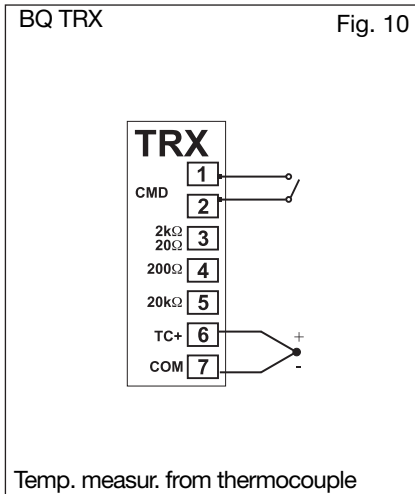 BQ TRX
Fig. 10
TRX
1
CMD
2
2kΩ
20Ω
3
200Ω 4
20kΩ 5
TC+ 6
+
COM 7
-
Temp. measur. from thermocouple